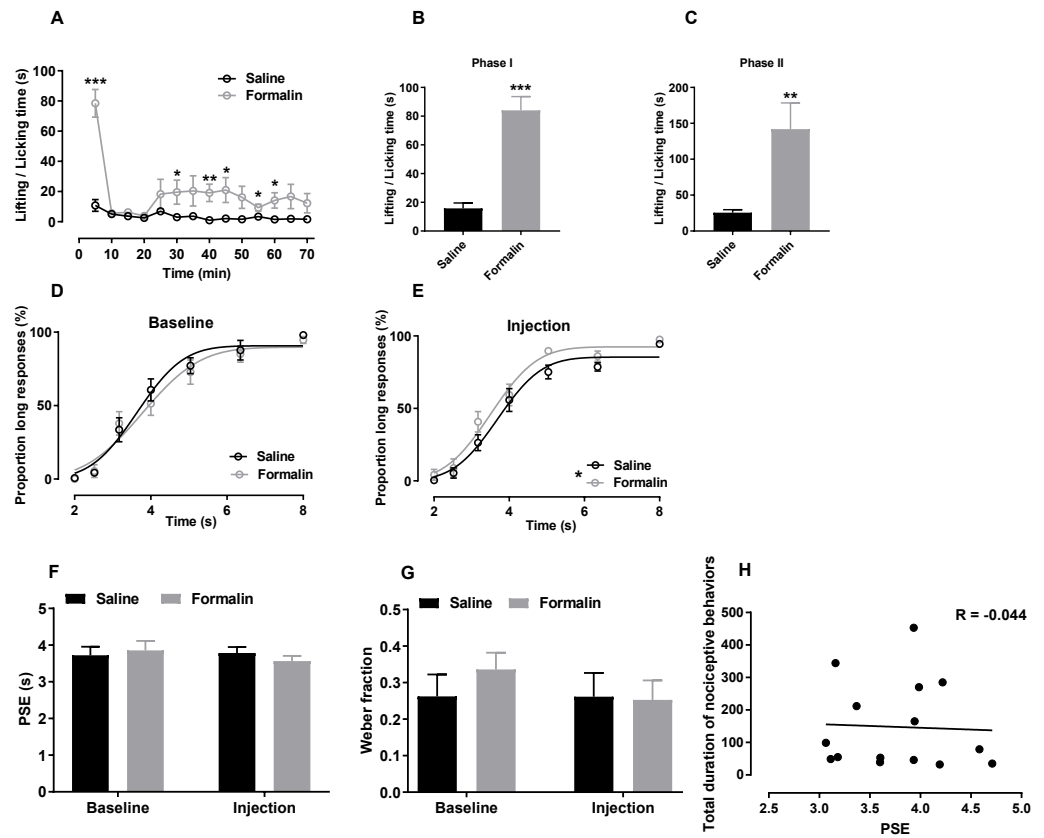 A
Lifting / Licking time (s)
100
80
60
40
20
0
***
*
**
*
*
*
Saline
Formalin
0 10 20 30 40 50 60 70
Time (min)
B
Phase I
Lifting / Licking time (s)
100
80
60
40
20
0
***
Saline
Formalin
C
Phase II
Lifting / Licking time (s)
200
150
100
50
0
**
Saline
Formalin
D
Baseline
Proportion long responses (%)
100
50
0
Saline
Formalin
2 4 6 8
Time (s)
E
Injection
Proportion long responses (%)
100
50
0
*
Saline
Formalin
2 4 6 8
Time (s)
F
Saline Formalin
PSE (s)
5
4
3
2
1
0
Baseline Injection
G
Saline Formalin
Weber fraction
0.5
0.4
0.3
0.2
0.1
0.0
Baseline Injection
H
Total duration of nociceptive behaviors
500
400
300
200
100
0
R = -0.044
2.5 3.0 3.5 4.0 4.5 5.0
PSE